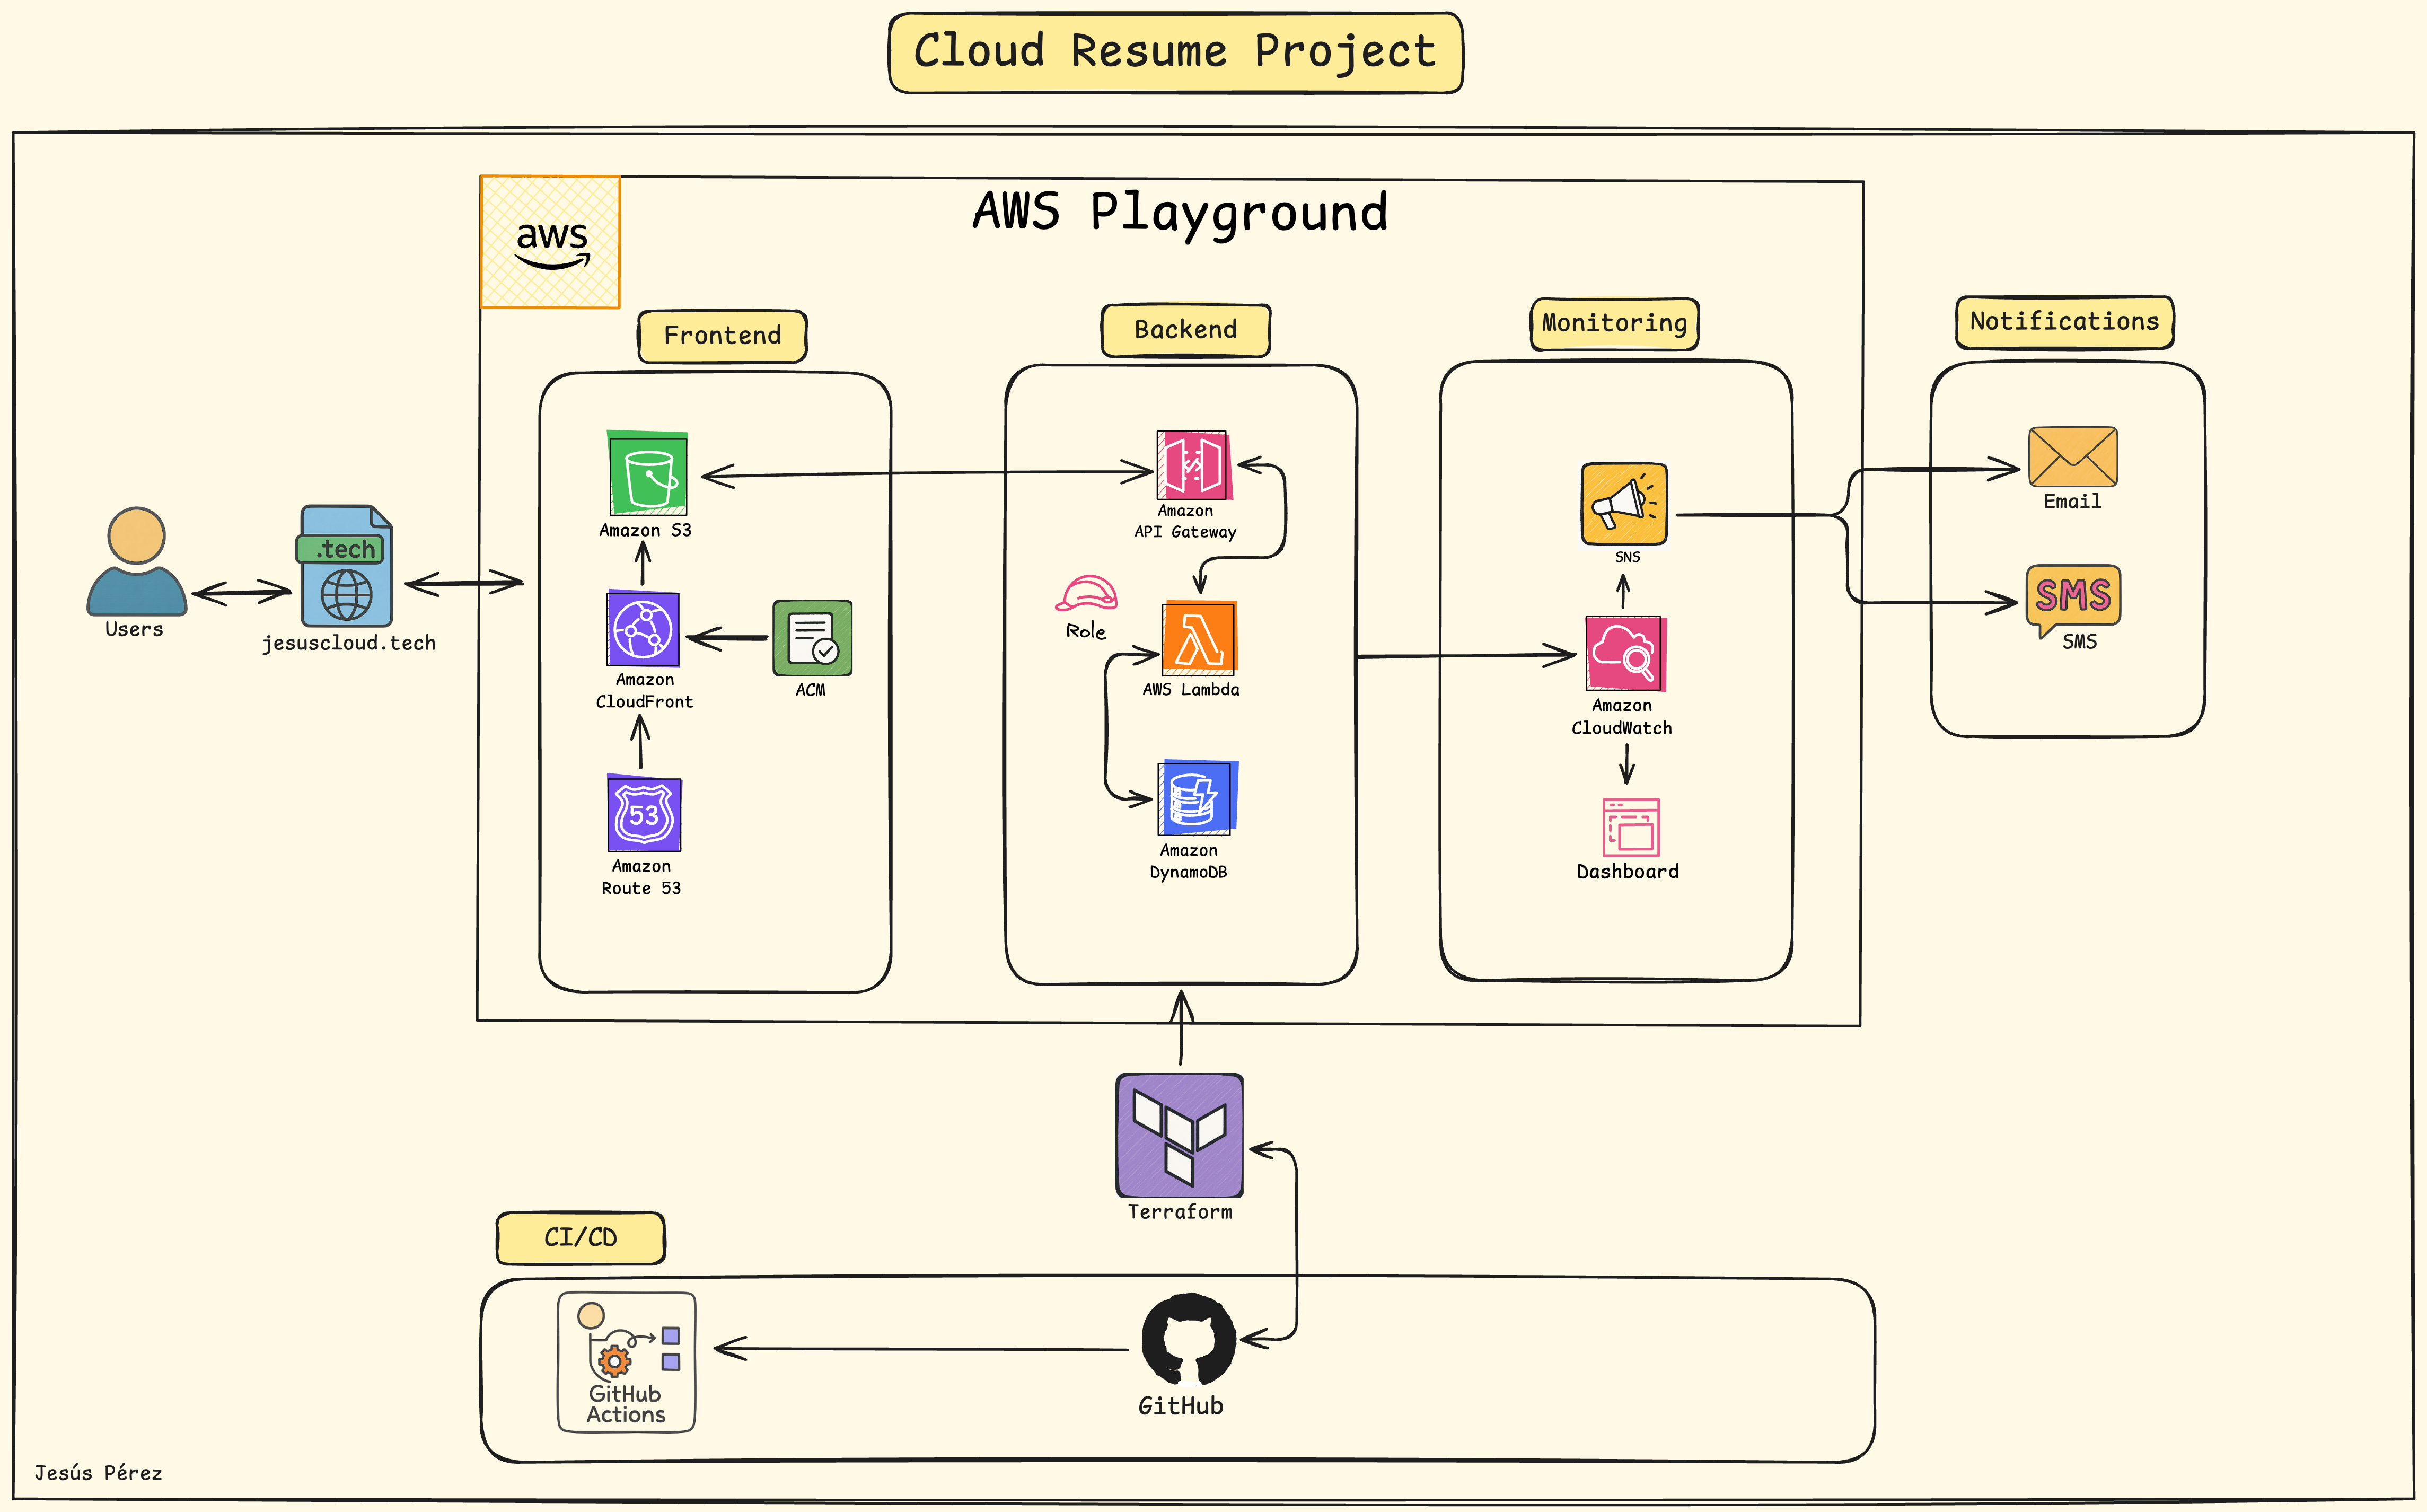 Cloud Resume Project
aws
AWS Playground
Frontend
Backend
Monitoring
Notifications
Amazon S3
Amazon
CloudFront
ACM
Amazon
Route 53
53
Amazon
API Gateway
Role
AWS Lambda
Amazon
DynamoDB
SNS
Amazon
CloudWatch
Dashboard
Email
SMS
SMS
Users
.tech
jesuscloud.tech
Terraform
CI/CD
GitHub
Actions
GitHub
Jesús Pérez